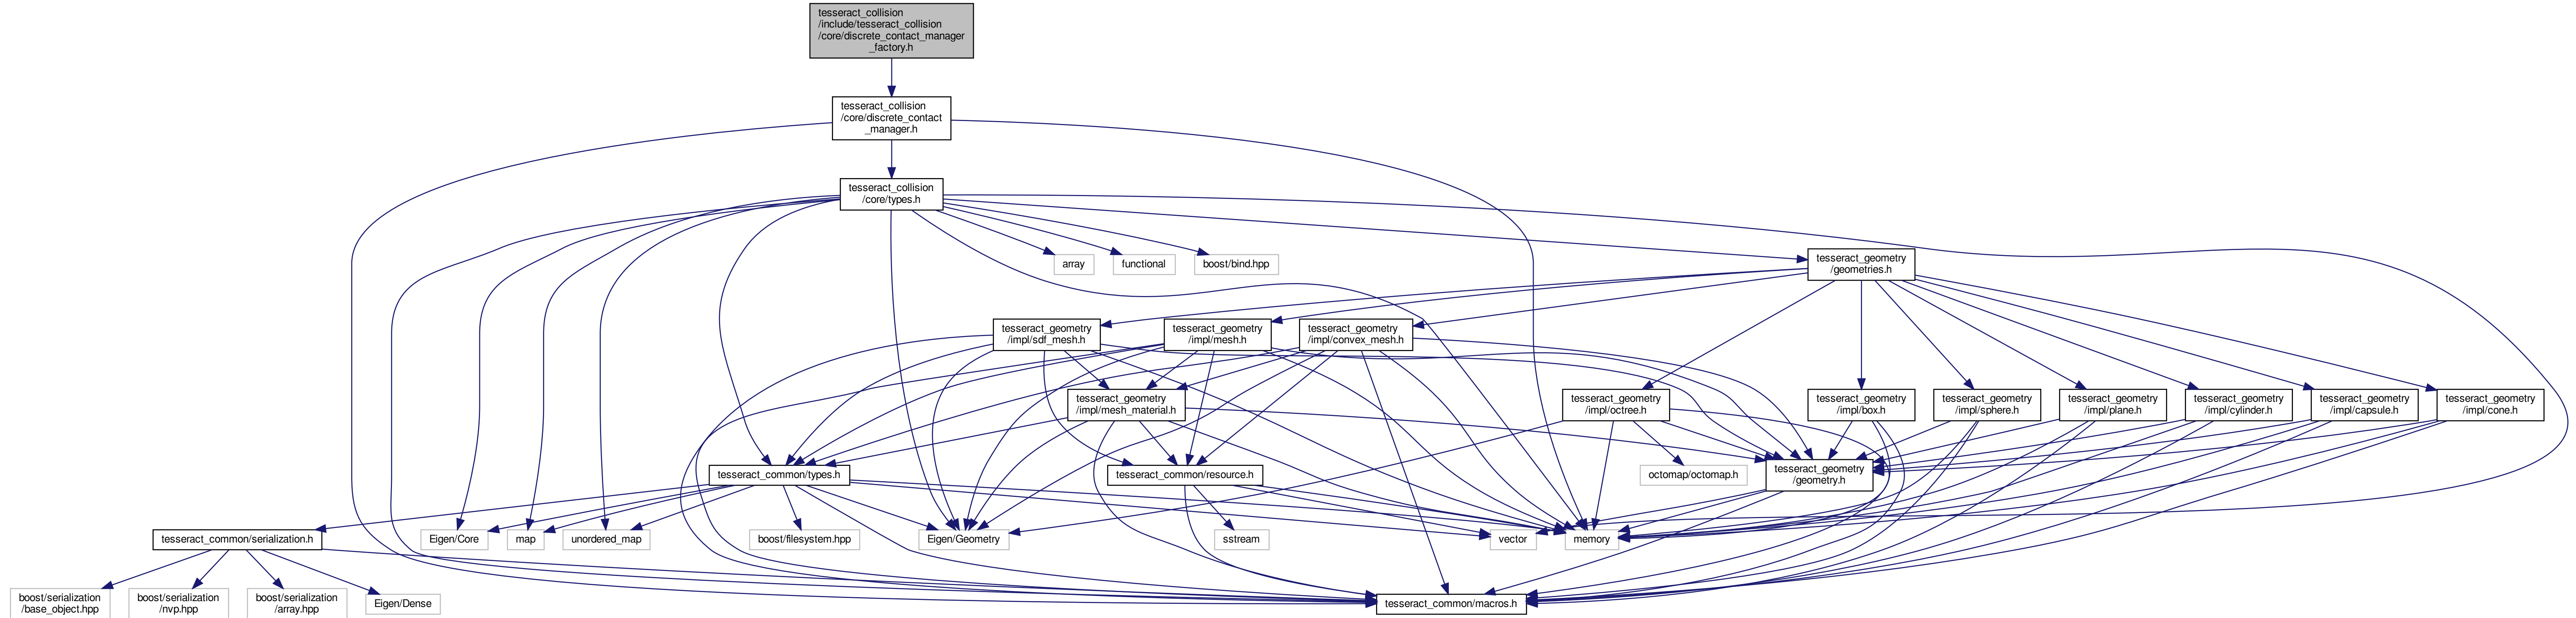 tesseract_collision
/include/tesseract_collision
/core/discrete_contact_manager
_factory.h
tesseract_collision
/core/discrete_contact
_manager.h
tesseract_collision
/core/types.h
array
functional
boost/bind.hpp
tesseract_geometry
/geometries.h
tesseract_geometry
/impl/sdf_mesh.h
tesseract_geometry
/impl/mesh.h
tesseract_geometry
/impl/convex_mesh.h
tesseract_geometry
/impl/mesh_material.h
tesseract_geometry
/impl/octree.h
tesseract_geometry
/impl/box.h
tesseract_geometry
/impl/sphere.h
tesseract_geometry
/impl/plane.h
tesseract_geometry
/impl/cylinder.h
tesseract_geometry
/impl/capsule.h
tesseract_geometry
/impl/cone.h
tesseract_common/types.h
tesseract_common/resource.h
octomap/octomap.h
tesseract_geometry
/geometry.h
tesseract_common/serialization.h
Eigen/Core
map
unordered_map
boost/filesystem.hpp
Eigen/Geometry
sstream
vector
memory
boost/serialization
/base_object.hpp
boost/serialization
/nvp.hpp
boost/serialization
/array.hpp
Eigen/Dense
tesseract_common/macros.h